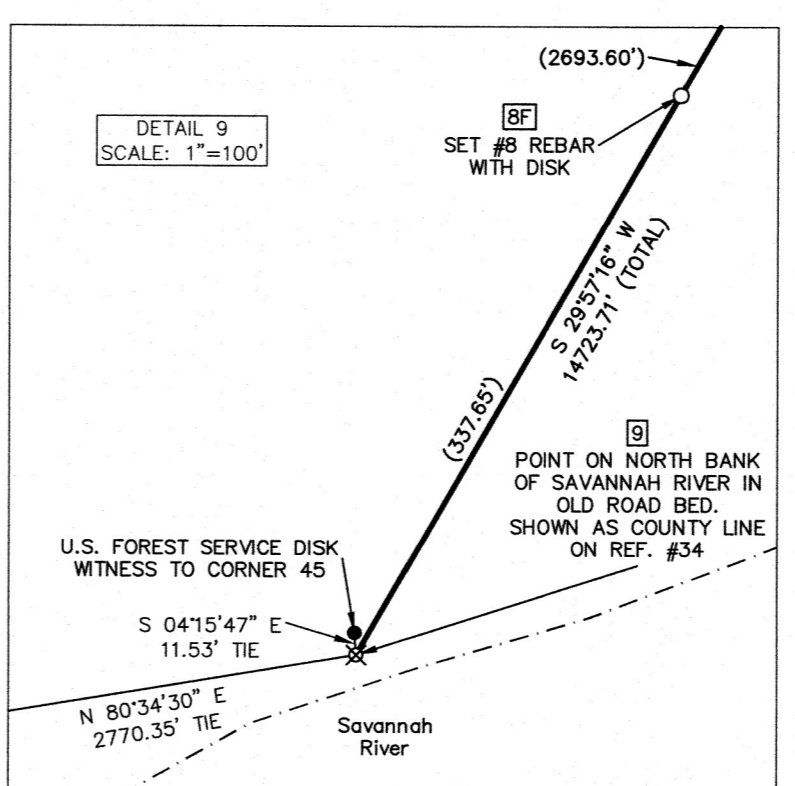 (2693.60')
DETAIL 9
SCALE: 1"=100'
8F
SET #8 REBAR
WITH DISK
S 29°57'16" W
14723.71' (TOTAL)
(337.65')
9
POINT ON NORTH BANK
OF SAVANNAH RIVER IN
OLD ROAD BED.
SHOWN AS COUNTY LINE
ON REF. #34
U.S. FOREST SERVICE DISK
WITNESS TO CORNER 45
S 04°15'47" E
11.53' TIE
N 80°34'30" E
2770.35' TIE
Savannah
River